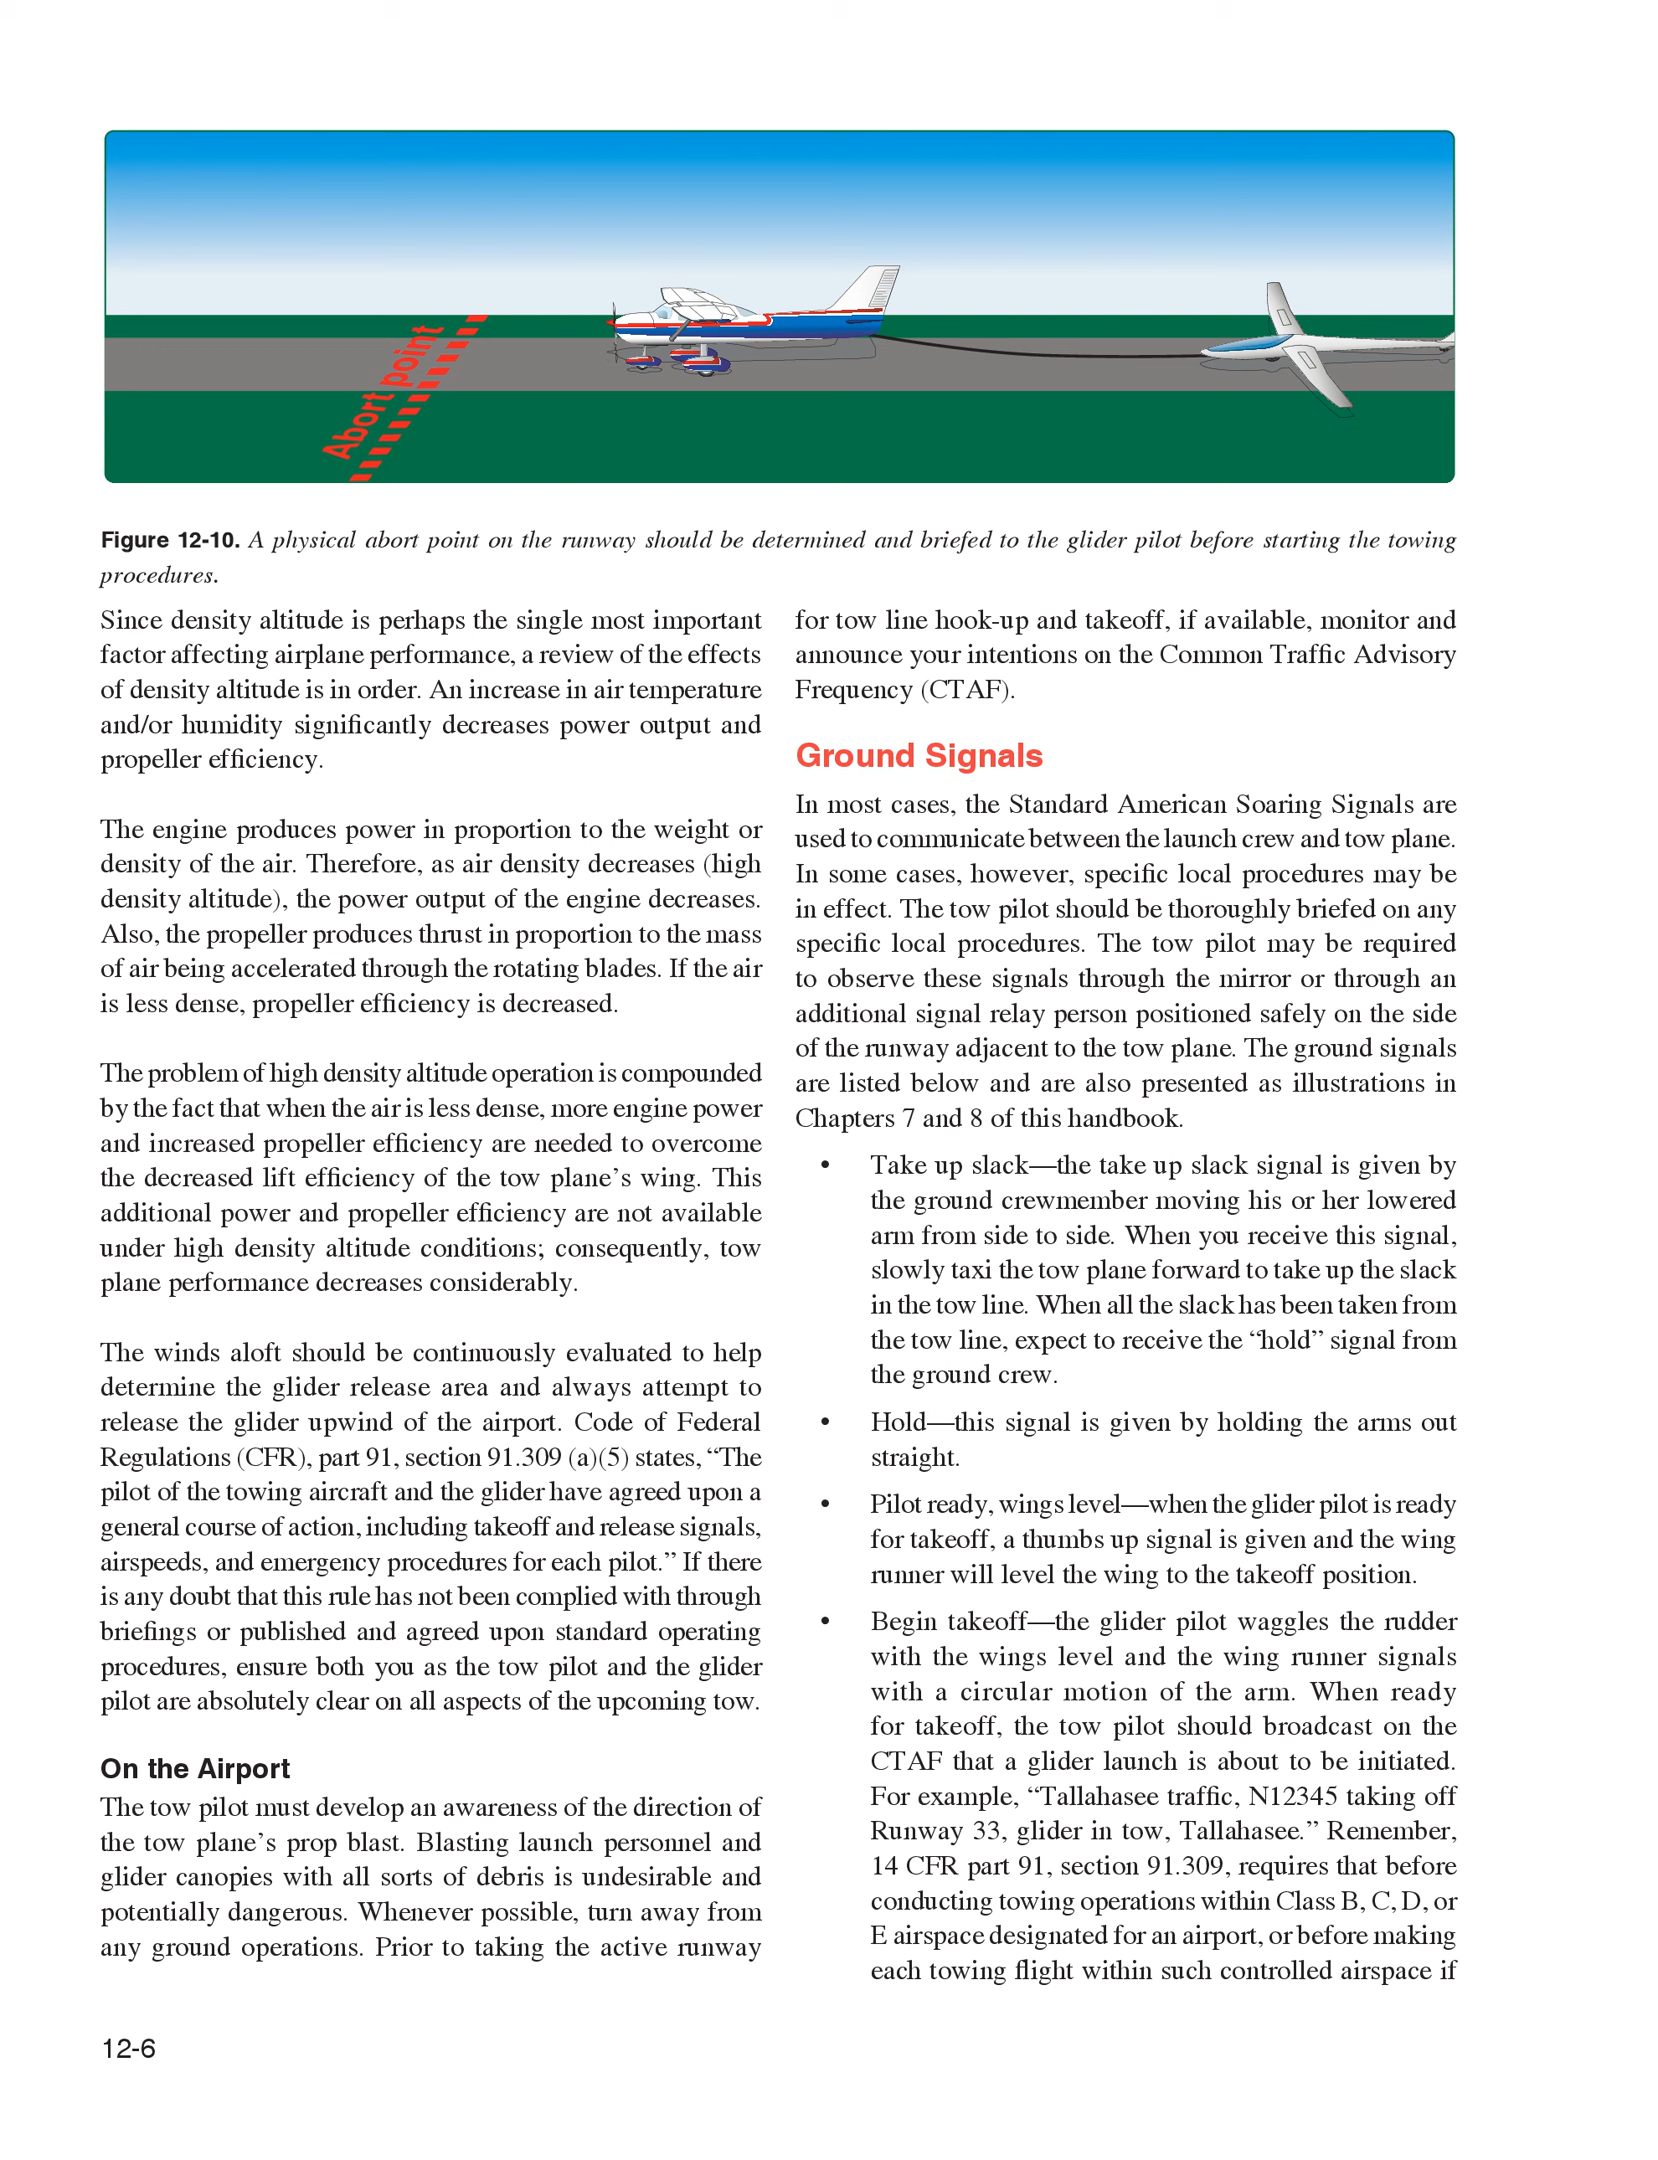 Abort point
Figure 12-10. A physical abort point on the runway should be determined and briefed to the glider pilot before starting the towing
procedures.
Since density altitude is perhaps the single most important
factor affecting airplane performance, a review of the effects
of density altitude is in order. An increase in air temperature
and/or humidity significantly decreases power output and
propeller efficiency.
The engine produces power in proportion to the weight or
density of the air. Therefore, as air density decreases (high
density altitude), the power output of the engine decreases.
Also, the propeller produces thrust in proportion to the mass
of air being accelerated through the rotating blades. If the air
is less dense, propeller efficiency is decreased.
The problem of high density altitude operation is compounded
by the fact that when the air is less dense, more engine power
and increased propeller efficiency are needed to overcome
the decreased lift efficiency of the tow plane’s wing. This
additional power and propeller efficiency are not available
under high density altitude conditions; consequently, tow
plane performance decreases considerably.
The winds aloft should be continuously evaluated to help
determine the glider release area and always attempt to
release the glider upwind of the airport. Code of Federal
Regulations (CFR), part 91, section 91.309 (a)(5) states, “The
pilot of the towing aircraft and the glider have agreed upon a
general course of action, including takeoff and release signals,
airspeeds, and emergency procedures for each pilot.” If there
is any doubt that this rule has not been complied with through
briefings or published and agreed upon standard operating
procedures, ensure both you as the tow pilot and the glider
pilot are absolutely clear on all aspects of the upcoming tow.
On the Airport
The tow pilot must develop an awareness of the direction of
the tow plane’s prop blast. Blasting launch personnel and
glider canopies with all sorts of debris is undesirable and
potentially dangerous. Whenever possible, turn away from
any ground operations. Prior to taking the active runway
for tow line hook-up and takeoff, if available, monitor and
announce your intentions on the Common Traffic Advisory
Frequency (CTAF).
Ground Signals
In most cases, the Standard American Soaring Signals are
used to communicate between the launch crew and tow plane.
In some cases, however, specific local procedures may be
in effect. The tow pilot should be thoroughly briefed on any
specific local procedures. The tow pilot may be required
to observe these signals through the mirror or through an
additional signal relay person positioned safely on the side
of the runway adjacent to the tow plane. The ground signals
are listed below and are also presented as illustrations in
Chapters 7 and 8 of this handbook.
• Take up slack—the take up slack signal is given by
the ground crewmember moving his or her lowered
arm from side to side. When you receive this signal,
slowly taxi the tow plane forward to take up the slack
in the tow line. When all the slack has been taken from
the tow line, expect to receive the “hold” signal from
the ground crew.
• Hold—this signal is given by holding the arms out
straight.
• Pilot ready, wings level—when the glider pilot is ready
for takeoff, a thumbs up signal is given and the wing
runner will level the wing to the takeoff position.
• Begin takeoff—the glider pilot waggles the rudder
with the wings level and the wing runner signals
with a circular motion of the arm. When ready
for takeoff, the tow pilot should broadcast on the
CTAF that a glider launch is about to be initiated.
For example, “Tallahasee traffic, N12345 taking off
Runway 33, glider in tow, Tallahasee.” Remember,
14 CFR part 91, section 91.309, requires that before
conducting towing operations within Class B, C, D, or
E airspace designated for an airport, or before making
each towing flight within such controlled airspace if
12-6